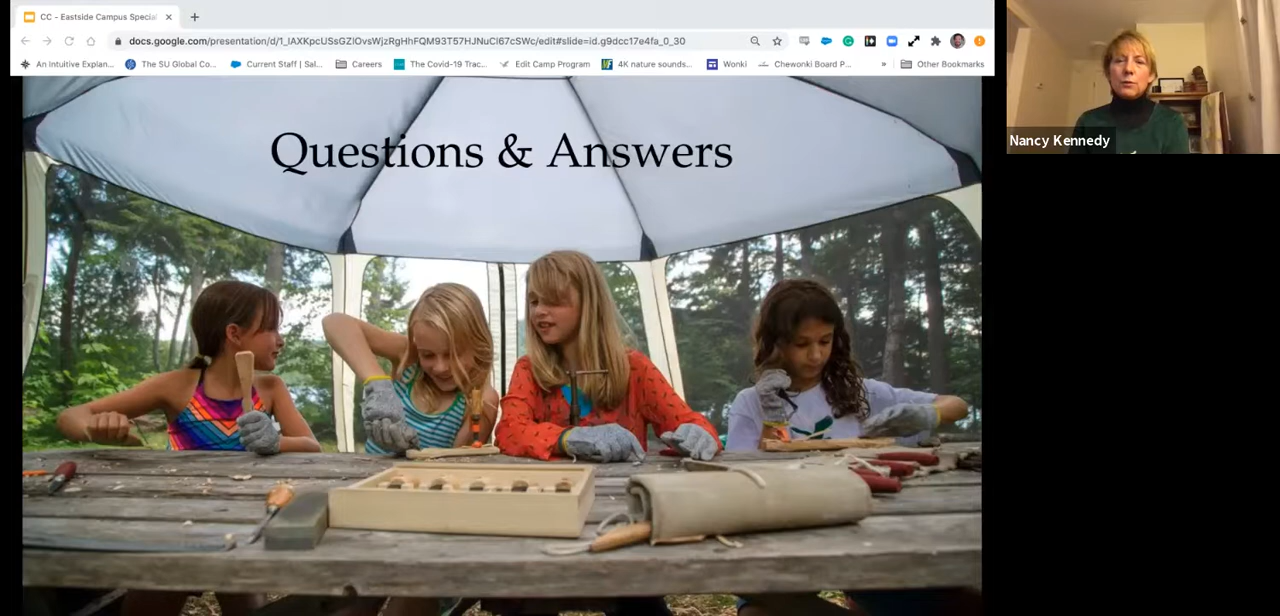 CC - Eastside Campus Special
docs.google.com/presentation/d/1_lAXKpcUSsGZlOvsWjzRgHhFQM93T57HJNuCl67cSWc/edit#slide=id.g9dcc17e4fa_0_30
An Intuitive Explan... The SU Global Co... Current Staff | Sal... Careers The Covid-19 Trac... Edit Camp Program 4K nature sounds... Wonki Chewonki Board P... » Other Bookmarks
Nancy Kennedy
Questions & Answers